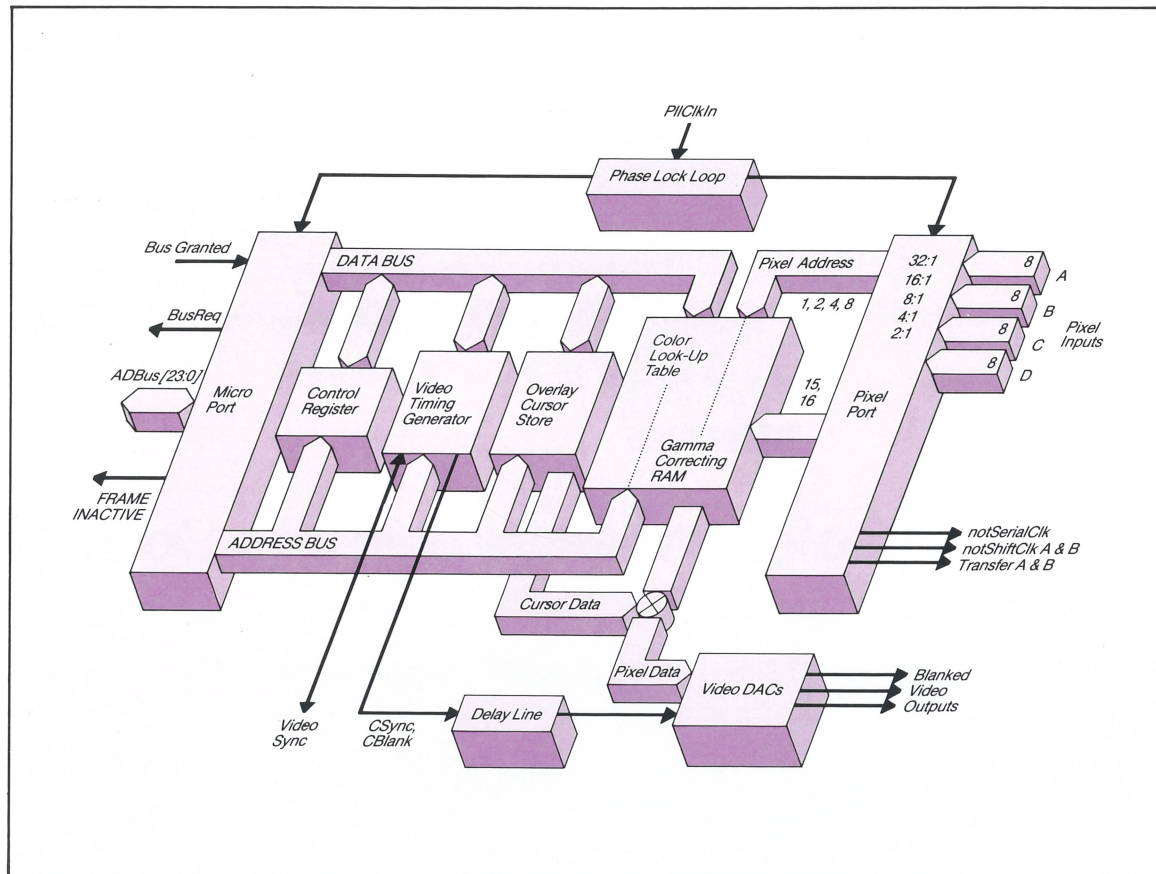 PllClkIn
Phase Lock Loop
Bus Granted
DATA BUS
Pixel Address
32:1
16:1
8:1
4:1
2:1
8
A
8
B
8
C
8
D
Pixel
Inputs
1, 2, 4, 8
BusReq
ADBus[23:0]
Micro
Port
Control
Register
Video
Timing
Generator
Overlay
Cursor
Store
Color
Look-Up
Table
Gamma
Correcting
RAM
15,
16
Pixel
Port
FRAME
INACTIVE
ADDRESS BUS
notSerialClk
notShiftClk A & B
Transfer A & B
Cursor Data
Pixel Data
Video DACs
Blanked
Video
Outputs
Video
Sync
CSync,
CBlank
Delay Line